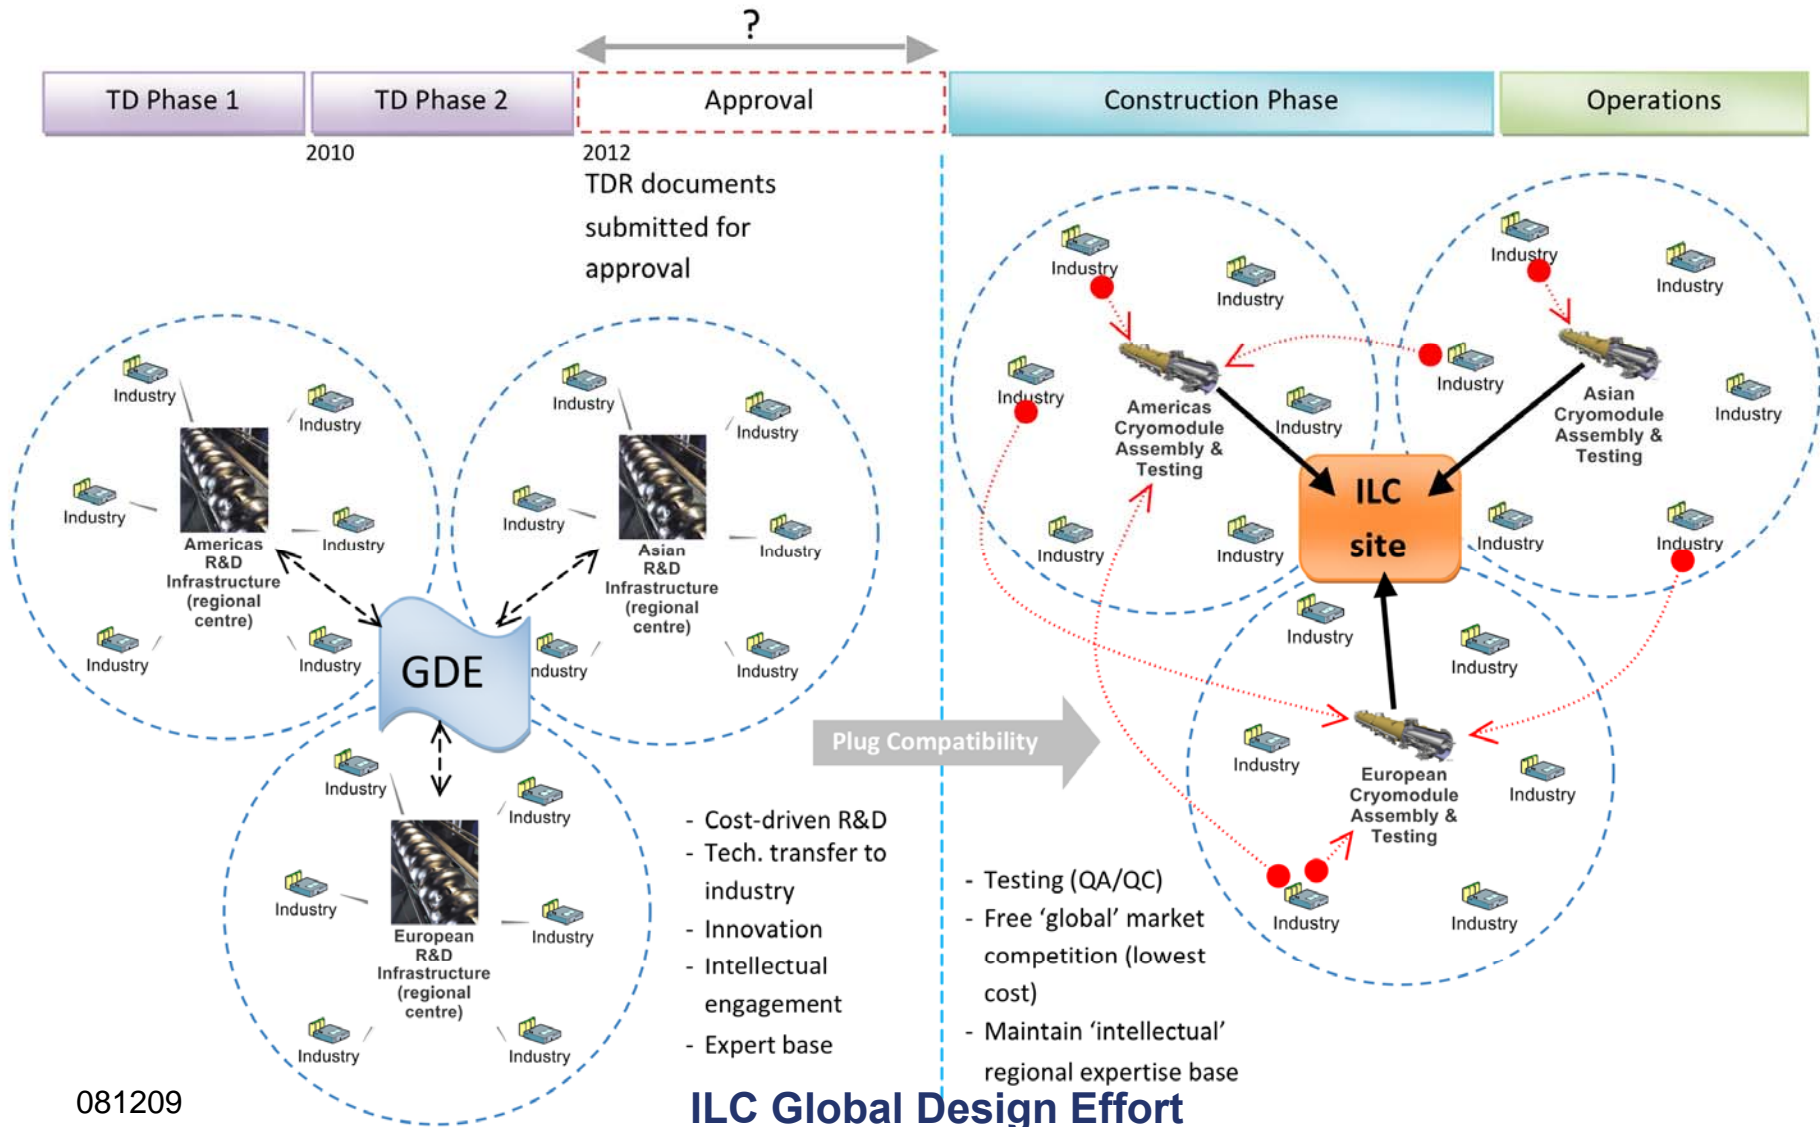 ?
TD Phase 1
TD Phase 2
Approval
Construction Phase
Operations
2010
2012
TDR documents
submitted for
approval
Industry
Industry
Industry
Industry
Industry
Industry
Americas
R&D
Infrastructure
(regional
centre)
Industry
Industry
Industry
Industry
ndustry
Industry
Asian
R&D
Infrastructure
(regional
centre)
GDE
Industry
Industry
Industry
Industry
Industry
Industry
European
R&D
Infrastructure
(regional
centre)
Plug Compatibility
- Cost-driven R&D
- Tech. transfer to
industry
- Innovation
- Intellectual
engagement
- Expert base
Industry
Industry
Industry
Industry
Industry
Industry
Americas
Cryomodule
Assembly &
Testing
Industry
Industry
Industry
Industry
Industry
Industry
Asian
Cryomodule
Assembly &
Testing
ILC
site
Industry
Industry
Industry
Industry
Industry
Industry
European
Cryomodule
Assembly &
Testing
- Testing (QA/QC)
- Free ‘global’ market
competition (lowest
cost)
- Maintain ‘intellectual’
regional expertise base
081209
ILC Global Design Effort